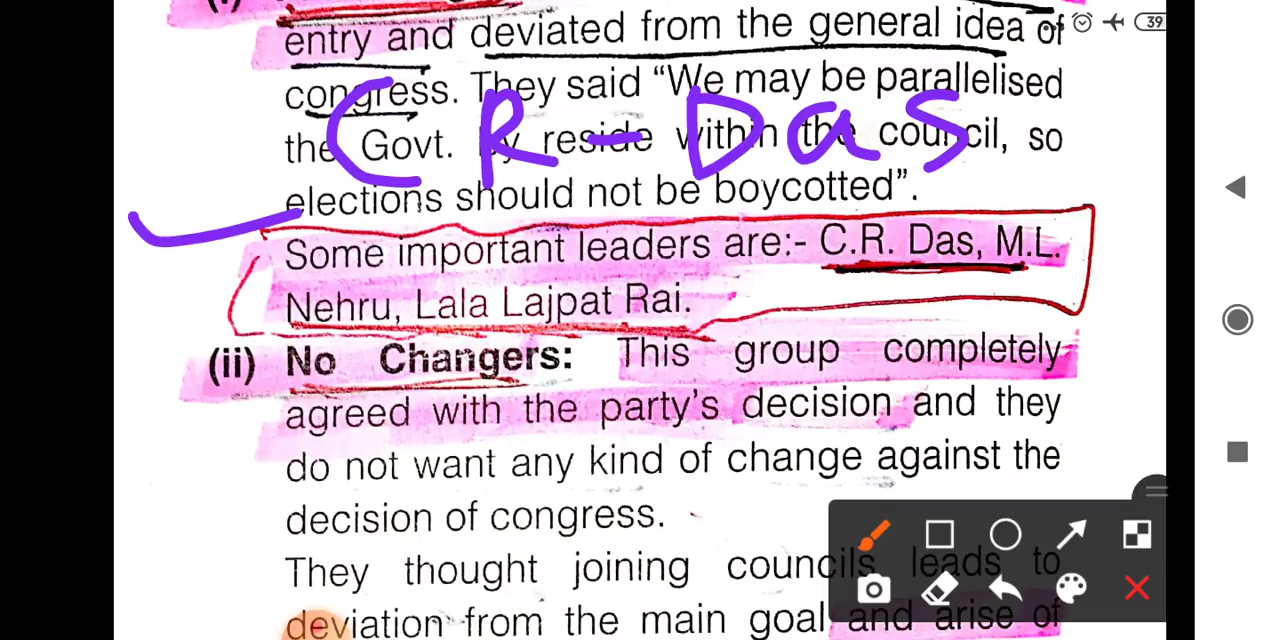 entry and deviated from the general idea of
39
congress. They said “We may be parallelised
C R - Das
the Govt. by reside within the council, so
elections should not be boycotted”.
Some important leaders are:- C.R. Das, M.L.
Nehru, Lala Lajpat Rai.
(ii) No Changers: This group completely
agreed with the party’s decision and they
do not want any kind of change against the
decision of congress.
They thought joining councils leads to
deviation from the main goal and arise of